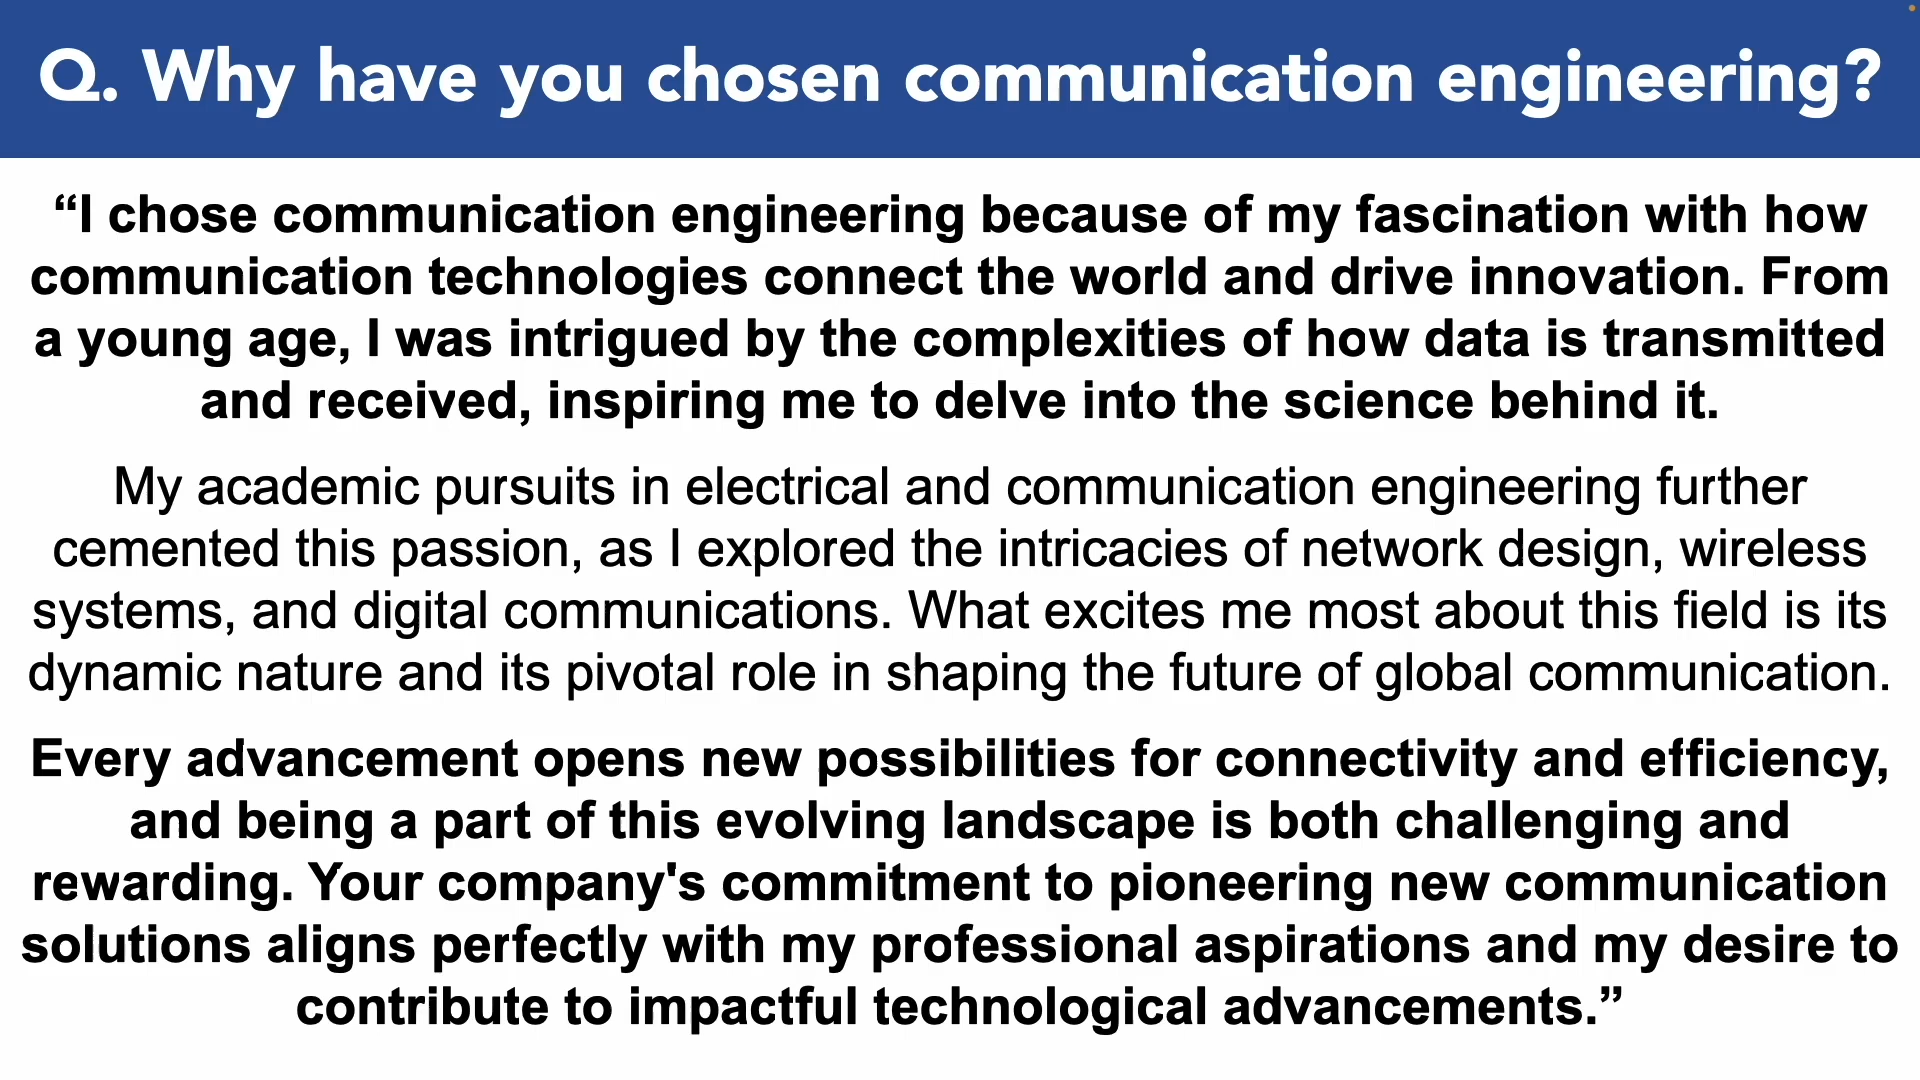 Q. Why have you chosen communication engineering?
“I chose communication engineering because of my fascination with how
communication technologies connect the world and drive innovation. From
a young age, I was intrigued by the complexities of how data is transmitted
and received, inspiring me to delve into the science behind it.
My academic pursuits in electrical and communication engineering further
cemented this passion, as I explored the intricacies of network design, wireless
systems, and digital communications. What excites me most about this field is its
dynamic nature and its pivotal role in shaping the future of global communication.
Every advancement opens new possibilities for connectivity and efficiency,
and being a part of this evolving landscape is both challenging and
rewarding. Your company's commitment to pioneering new communication
solutions aligns perfectly with my professional aspirations and my desire to
contribute to impactful technological advancements.”